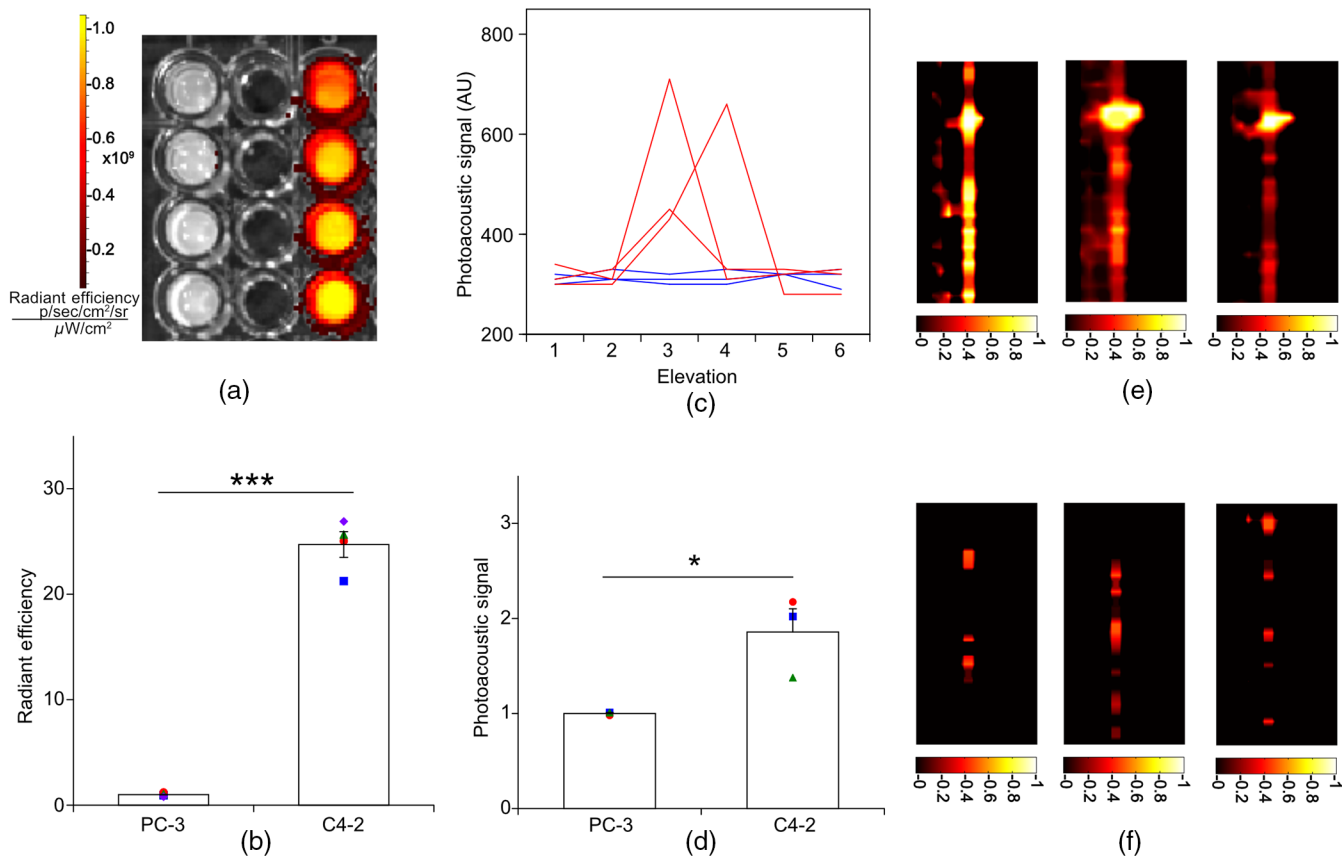 -1.0
-0.8
-0.6
x10⁹
-0.4
-0.2
Radiant efficiency
p/sec/cm²/sr
µW/cm²
1 2 3
(a)
Photoacoustic signal (AU)
800
600
400
200
1 2 3 4 5 6
Elevation
(c)
-0 -0.2 -0.4 -0.6 -0.8 -1
-0 -0.2 -0.4 -0.6 -0.8 -1
-0 -0.2 -0.4 -0.6 -0.8 -1
(e)
Radiant efficiency
30
20
10
0
***
PC-3 C4-2
(b)
Photoacoustic signal
3
2
1
0
*
PC-3 C4-2
(d)
-0 -0.2 -0.4 -0.6 -0.8 -1
-0 -0.2 -0.4 -0.6 -0.8 -1
-0 -0.2 -0.4 -0.6 -0.8 -1
(f)